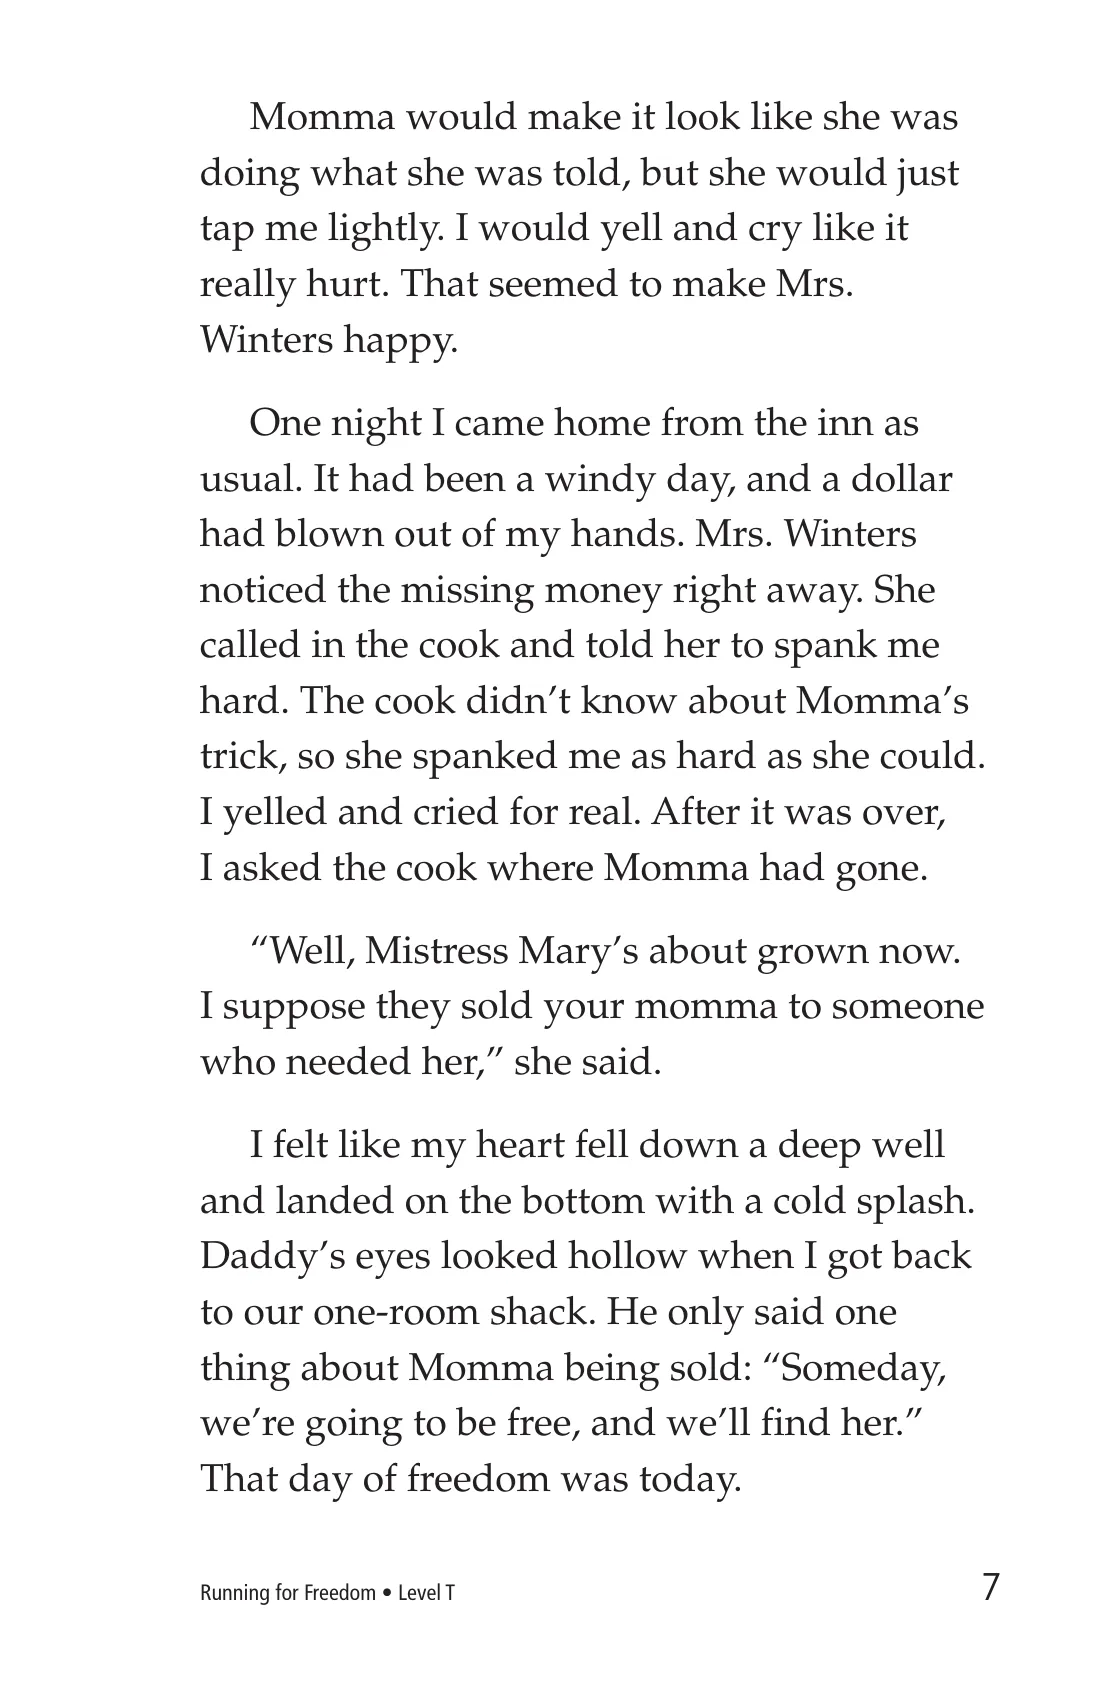 Momma would make it look like she was
doing what she was told, but she would just
tap me lightly. I would yell and cry like it
really hurt. That seemed to make Mrs.
Winters happy.
One night I came home from the inn as
usual. It had been a windy day, and a dollar
had blown out of my hands. Mrs. Winters
noticed the missing money right away. She
called in the cook and told her to spank me
hard. The cook didn’t know about Momma’s
trick, so she spanked me as hard as she could.
I yelled and cried for real. After it was over,
I asked the cook where Momma had gone.
“Well, Mistress Mary’s about grown now.
I suppose they sold your momma to someone
who needed her,” she said.
I felt like my heart fell down a deep well
and landed on the bottom with a cold splash.
Daddy’s eyes looked hollow when I got back
to our one-room shack. He only said one
thing about Momma being sold: “Someday,
we’re going to be free, and we’ll find her.”
That day of freedom was today.
Running for Freedom • Level T 7